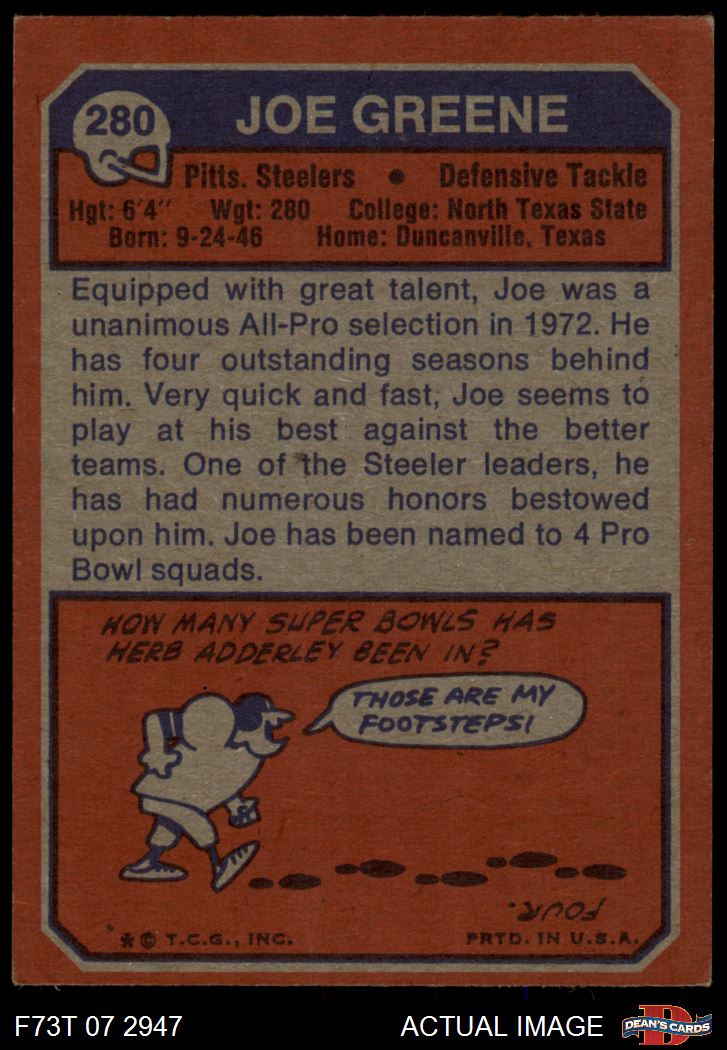 280
JOE GREENE
Pitts. Steelers • Defensive Tackle
Hgt: 6'4" Wgt: 280 College: North Texas State
Born: 9-24-46 Home: Duncanville, Texas
Equipped with great talent, Joe was a
unanimous All-Pro selection in 1972. He
has four outstanding seasons behind
him. Very quick and fast, Joe seems to
play at his best against the better
teams. One of the Steeler leaders, he
has had numerous honors bestowed
upon him. Joe has been named to 4 Pro
Bowl squads.
HOW MANY SUPER BOWLS HAS
HERB ADDERLEY BEEN IN?
THOSE ARE MY
FOOTSTEPS!
FOUR.
* © T.C.G., INC. PRTD. IN U.S.A.
F73T 07 2947 ACTUAL IMAGE
D
DEAN'S CARDS